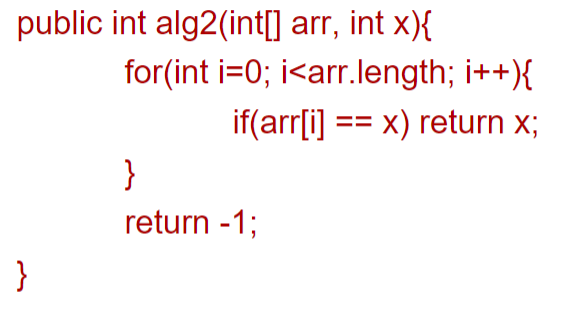 public int alg2(int[] arr, int x){
for(int i=0; i<arr.length; i++){
if(arr[i] == x) return x;
}
return -1;
}